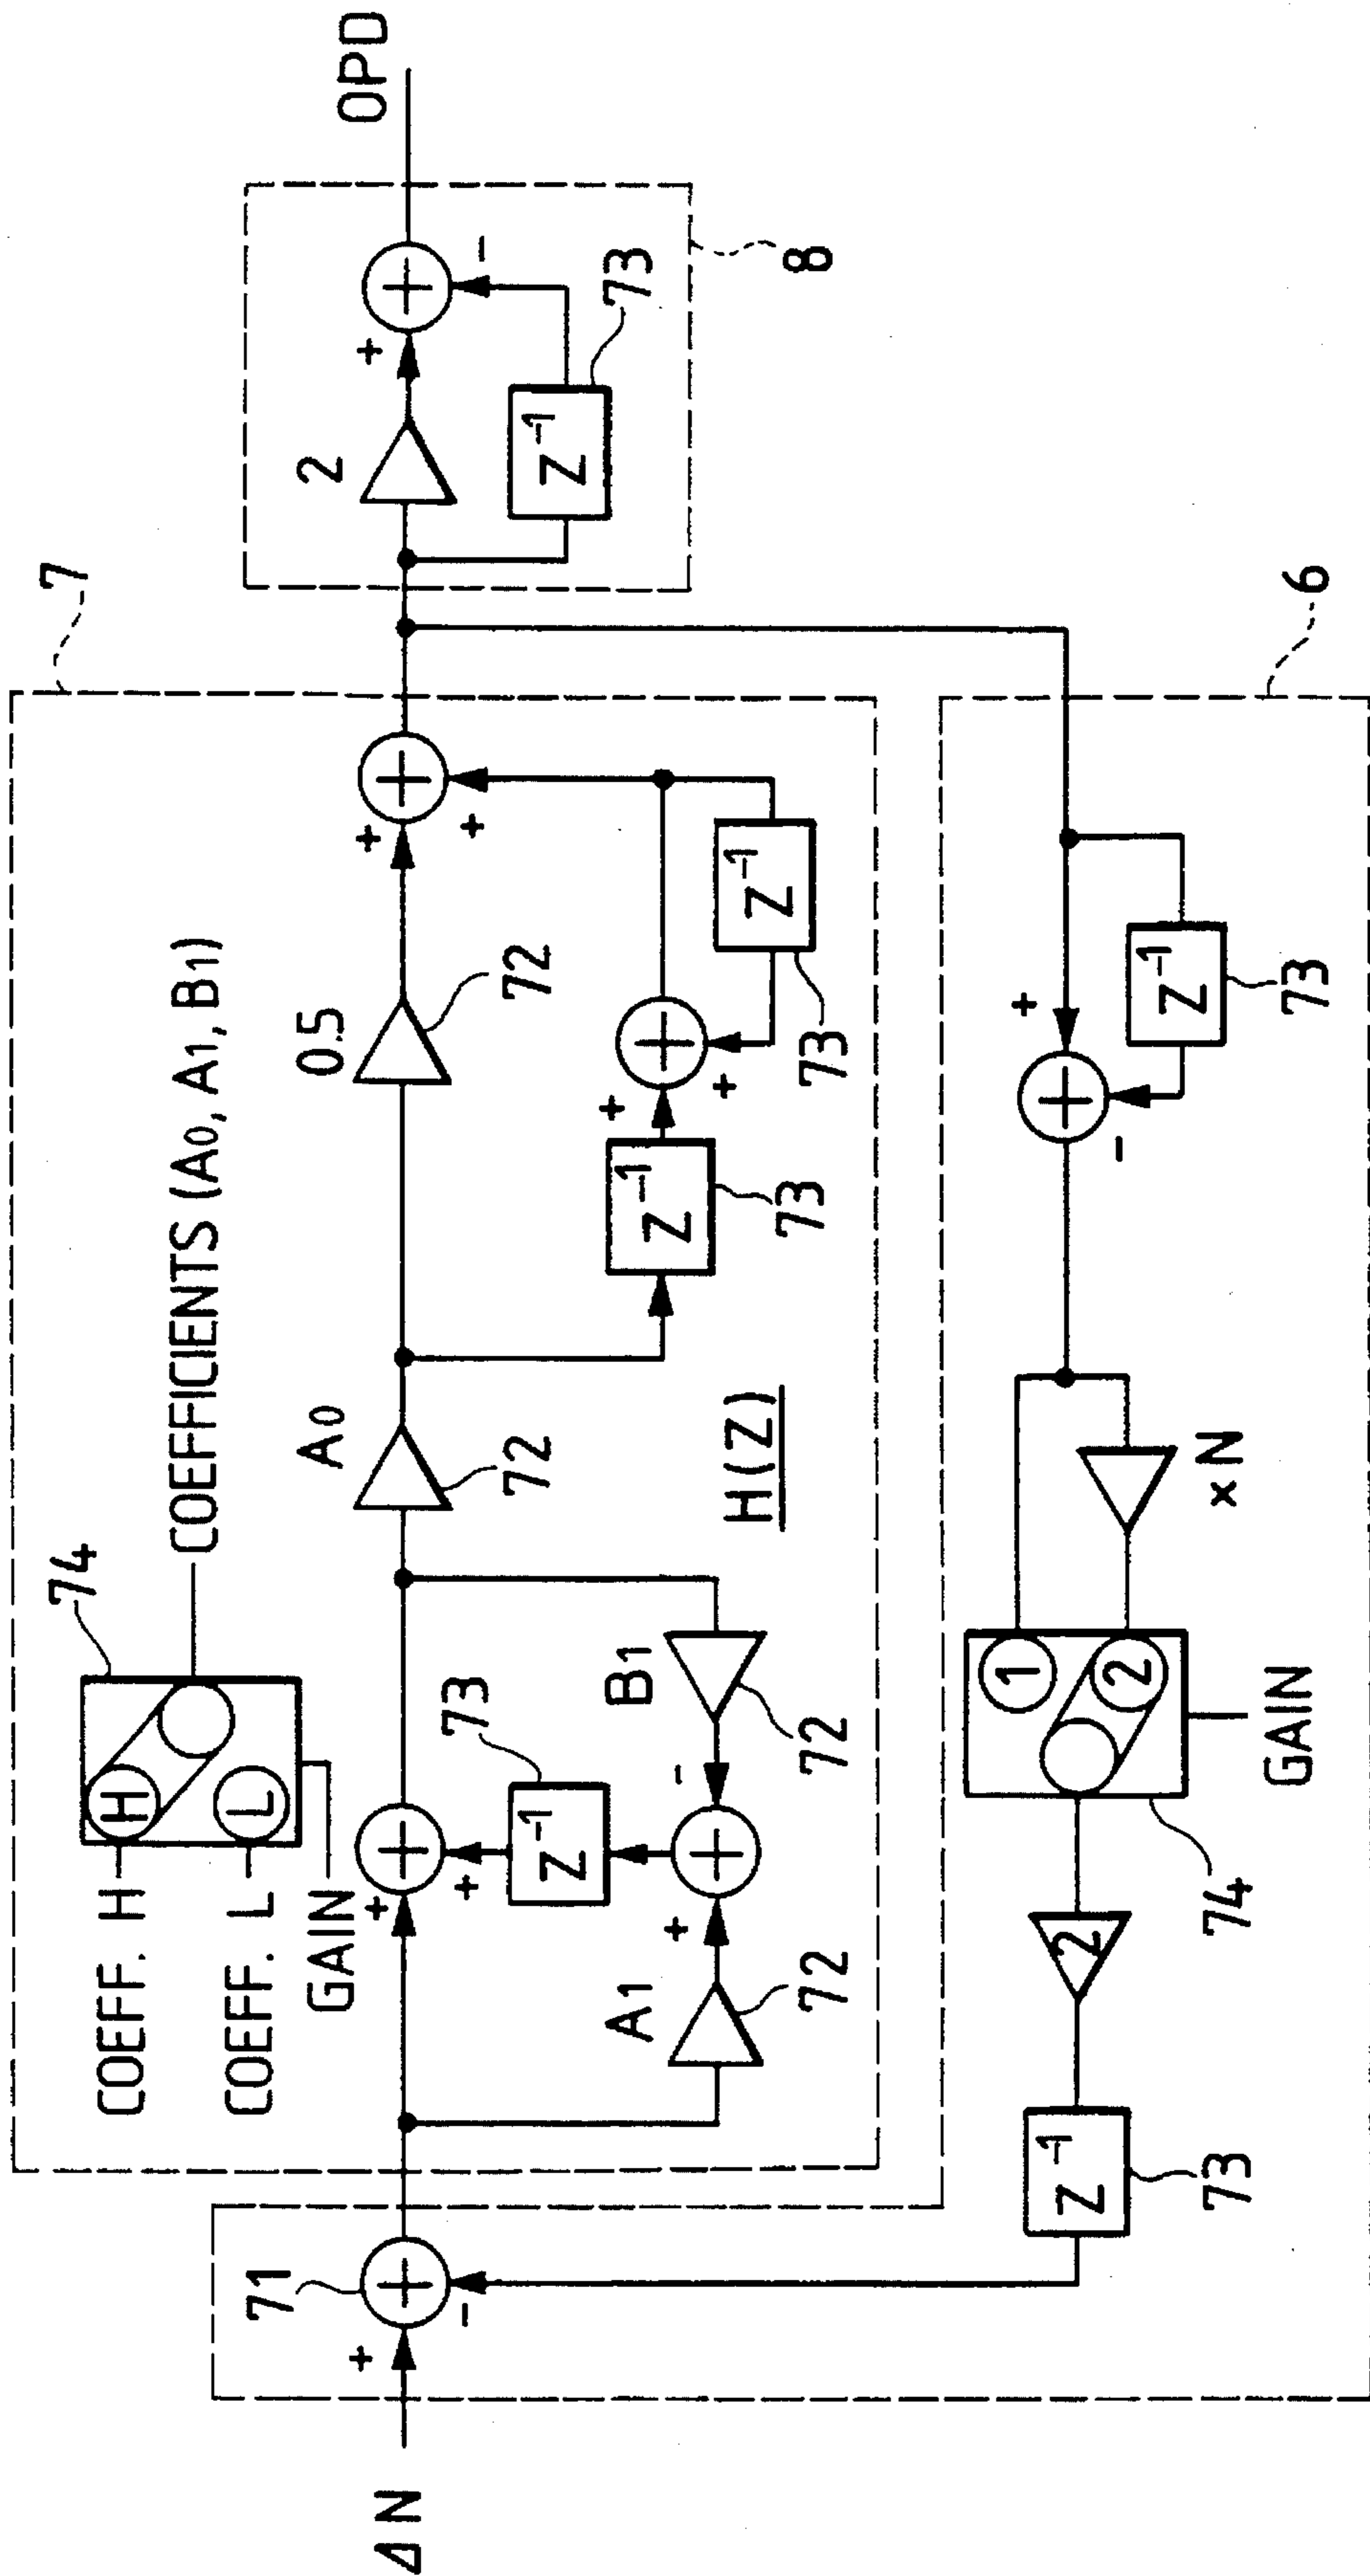 7
74
COEFF. H
H
COEFF. L
L
GAIN
COEFFICIENTS (A0, A1, B1)
ΔN
+
-
71
+
+
Z⁻¹
73
A1
72
+
-
B1
72
A0
72
H(Z)
0.5
72
Z⁻¹
73
+
+
Z⁻¹
73
+
+
2
+
-
Z⁻¹
73
8
OPD
6
+
-
Z⁻¹
73
×N
1
2
GAIN
74
2
Z⁻¹
73